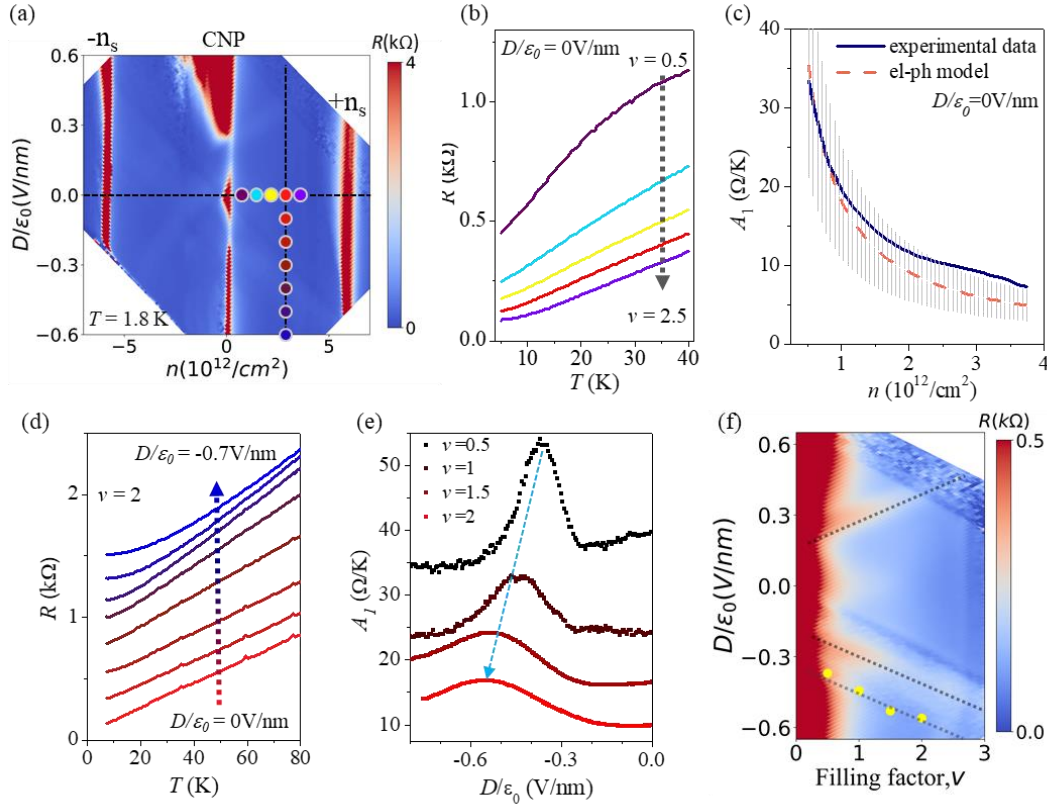 (a)
-n_s
CNP
+n_s
R(kΩ)
4
0
D/ε₀(V/nm)
0.6
0.3
0.0
−0.3
−0.6
T = 1.8 K
−5
0
5
n(10¹²/cm²)
(b)
D/ε₀= 0V/nm
v = 0.5
v = 2.5
R (kΩ)
1.0
0.5
0.0
10
20
30
40
T (K)
(c)
experimental data
el-ph model
D/ε₀=0V/nm
A₁ (Ω/K)
40
30
20
10
0
1
2
3
4
n (10¹²/cm²)
(d)
D/ε₀ = -0.7V/nm
v = 2
D/ε₀= 0V/nm
R (kΩ)
2
1
0
0
20
40
60
80
T (K)
(e)
v=0.5
v=1
v=1.5
v=2
A₁ (Ω/K)
50
40
30
20
10
-0.6
-0.3
0.0
D/ε₀ (V/nm)
(f)
R(kΩ)
0.5
0.0
D/ε₀(V/nm)
0.6
0.3
0.0
−0.3
−0.6
0
1
2
3
Filling factor,v